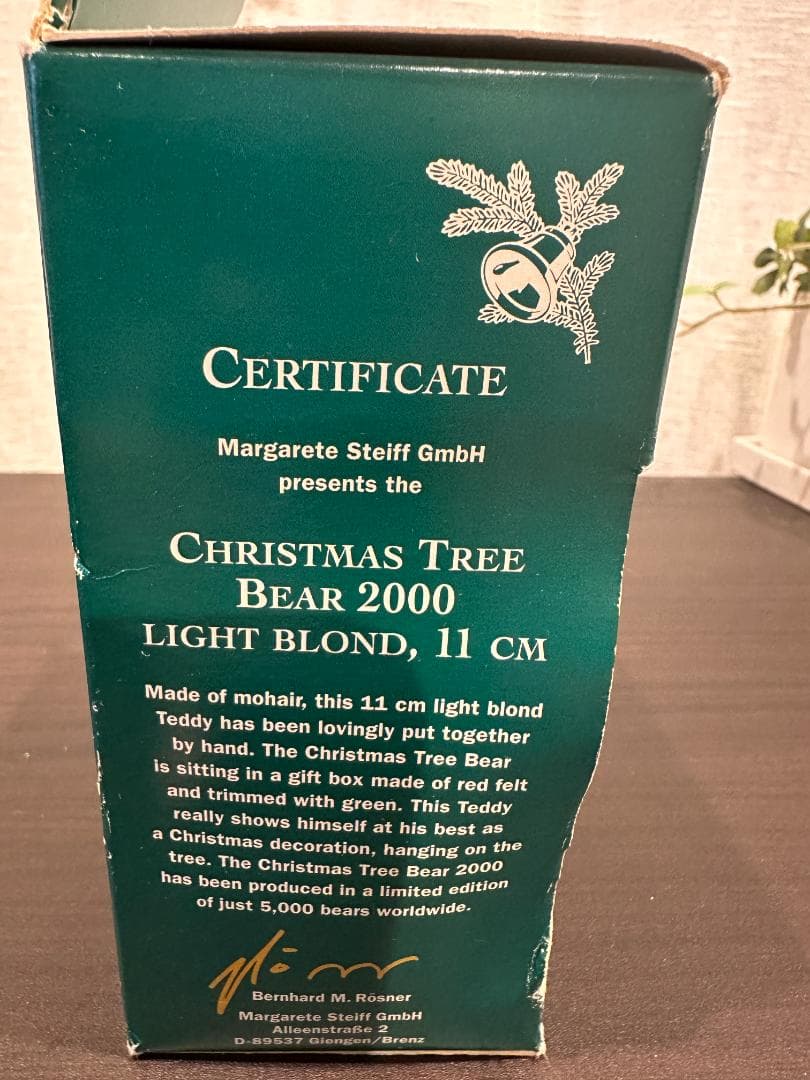 CERTIFICATE
Margarete Steiff GmbH
presents the
CHRISTMAS TREE
BEAR 2000
LIGHT BLOND, 11 CM
Made of mohair, this 11 cm light blond
Teddy has been lovingly put together
by hand. The Christmas Tree Bear
is sitting in a gift box made of red felt
and trimmed with green. This Teddy
really shows himself at his best as
a Christmas decoration, hanging on the
tree. The Christmas Tree Bear 2000
has been produced in a limited edition
of just 5,000 bears worldwide.
Bernhard M. Rösner
Margarete Steiff GmbH
Alleenstraße 2
D-89537 Giengen/Brenz